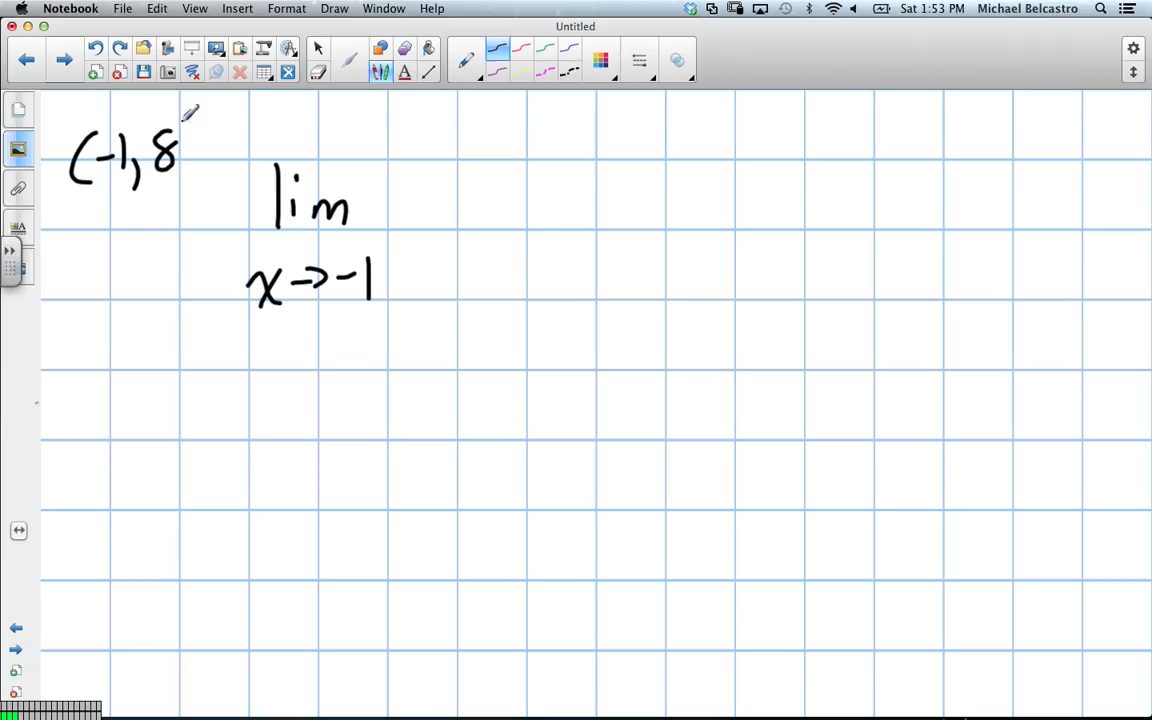 Notebook File Edit View Insert Format Draw Window Help Sat 1:53 PM Michael Belcastro
Untitled
(-1, 8
lim
x→-1